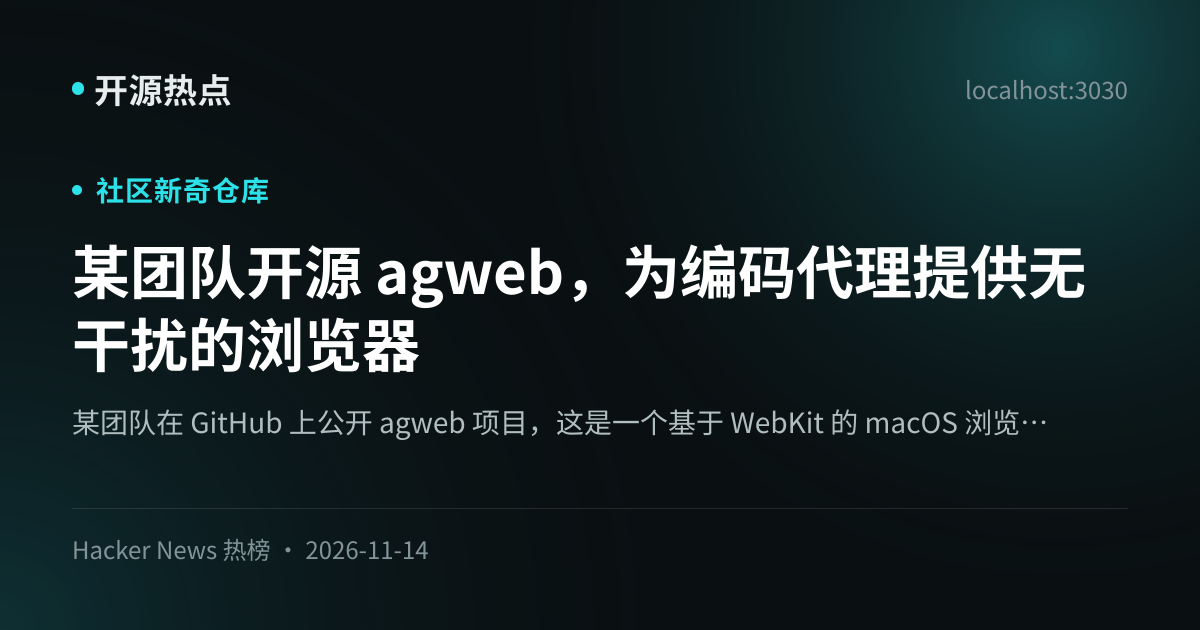 开源热点
localhost:3030
社区新奇仓库
某团队开源 agweb，为编码代理提供无
干扰的浏览器
某团队在 GitHub 上公开 agweb 项目，这是一个基于 WebKit 的 macOS 浏览…
Hacker News 热榜 • 2026-11-14